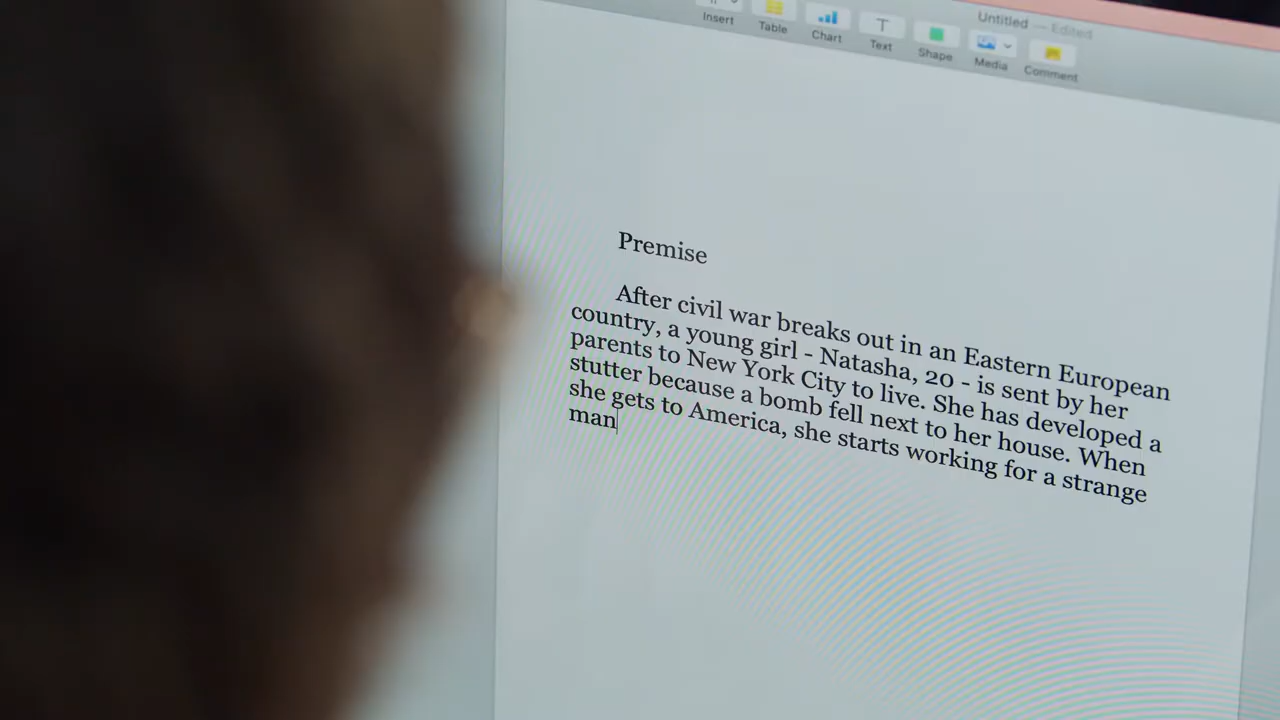 Untitled — Edited
Insert
Table
Chart
Text
Shape
Media
Comment
Premise
After civil war breaks out in an Eastern European
country, a young girl - Natasha, 20 - is sent by her
parents to New York City to live. She has developed a
stutter because a bomb fell next to her house. When
she gets to America, she starts working for a strange
man